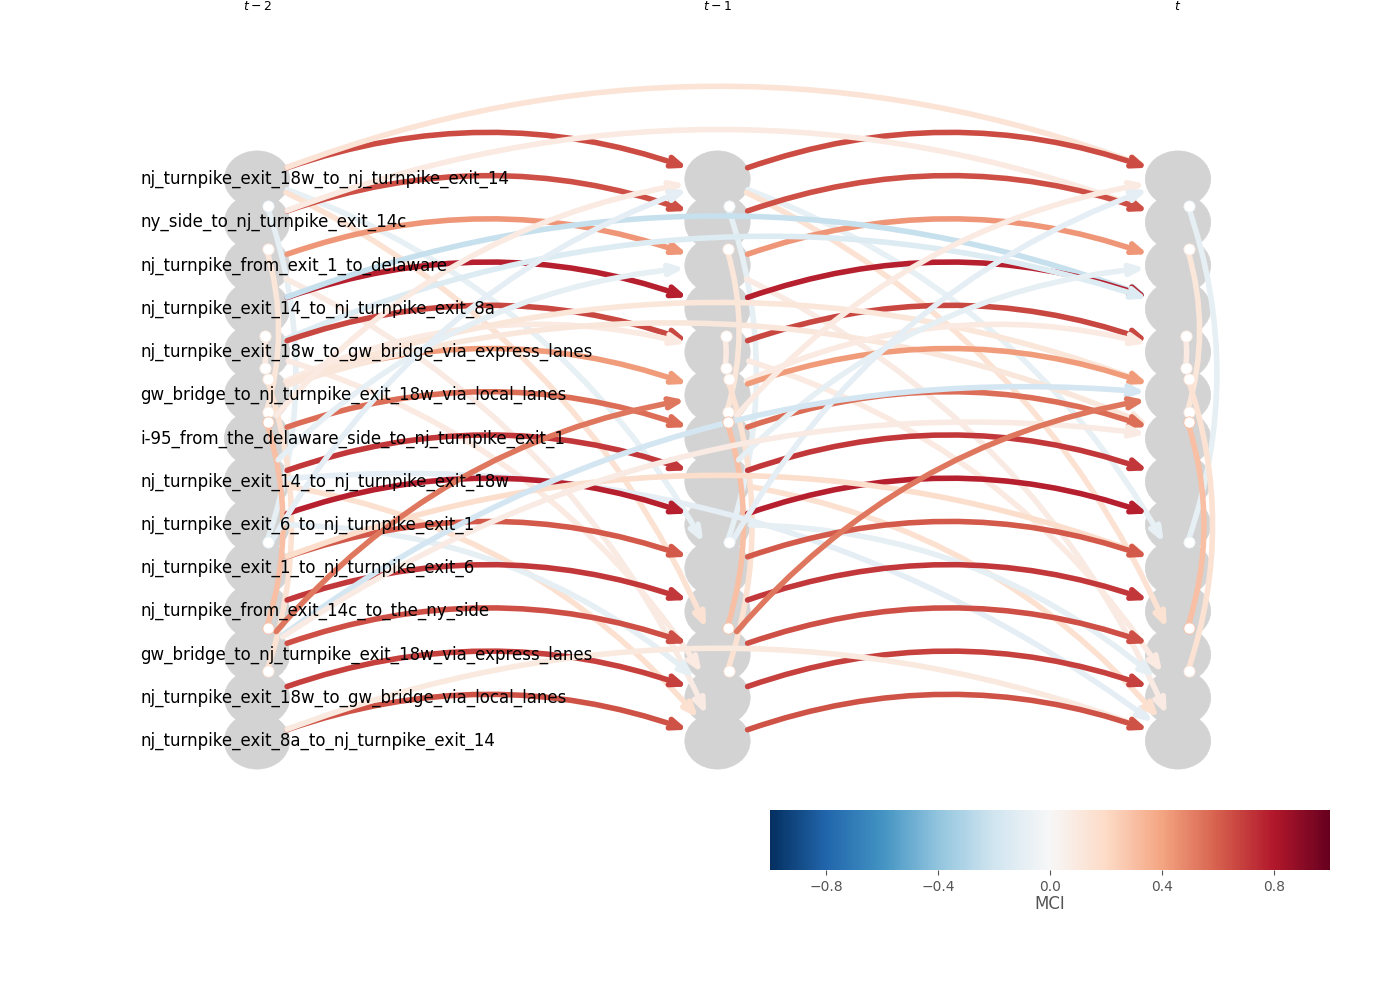 t − 2
t − 1
t
nj_turnpike_exit_18w_to_nj_turnpike_exit_14
ny_side_to_nj_turnpike_exit_14c
nj_turnpike_from_exit_1_to_delaware
nj_turnpike_exit_14_to_nj_turnpike_exit_8a
nj_turnpike_exit_18w_to_gw_bridge_via_express_lanes
gw_bridge_to_nj_turnpike_exit_18w_via_local_lanes
i-95_from_the_delaware_side_to_nj_turnpike_exit_1
nj_turnpike_exit_14_to_nj_turnpike_exit_18w
nj_turnpike_exit_6_to_nj_turnpike_exit_1
nj_turnpike_exit_1_to_nj_turnpike_exit_6
nj_turnpike_from_exit_14c_to_the_ny_side
gw_bridge_to_nj_turnpike_exit_18w_via_express_lanes
nj_turnpike_exit_18w_to_gw_bridge_via_local_lanes
nj_turnpike_exit_8a_to_nj_turnpike_exit_14
−0.8 −0.4 0.0 0.4 0.8
MCI